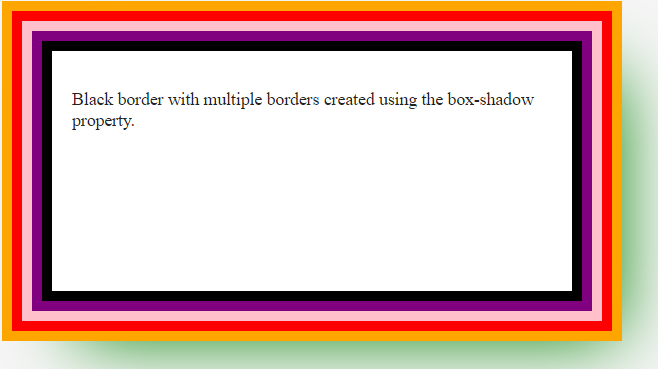 Black border with multiple borders created using the box-shadow
property.